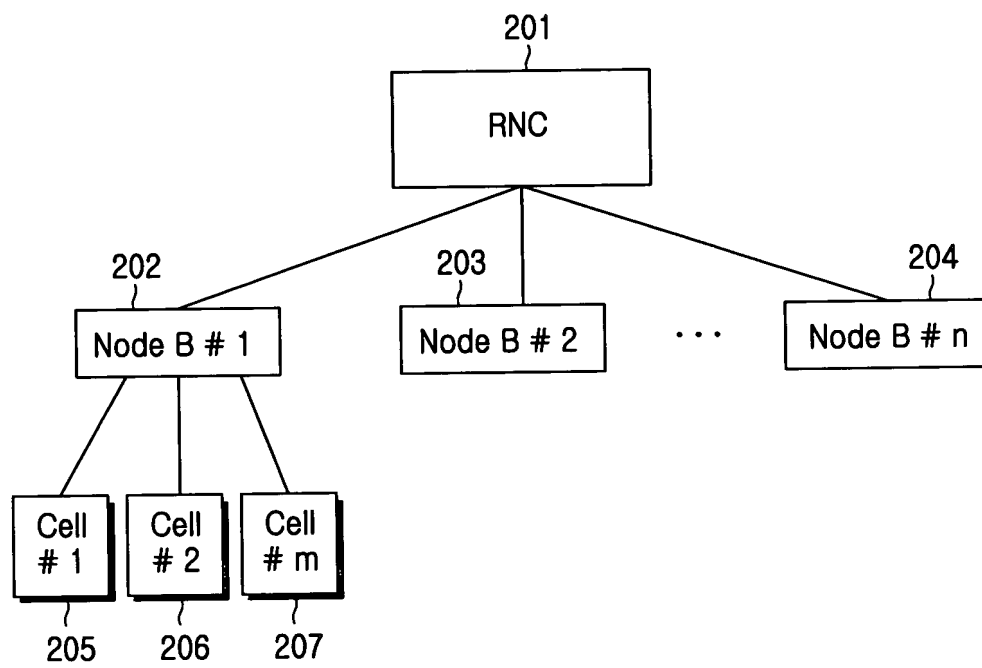 201
RNC
202
203
204
Node B # 1
Node B # 2
...
Node B # n
Cell
# 1
Cell
# 2
Cell
# m
205
206
207